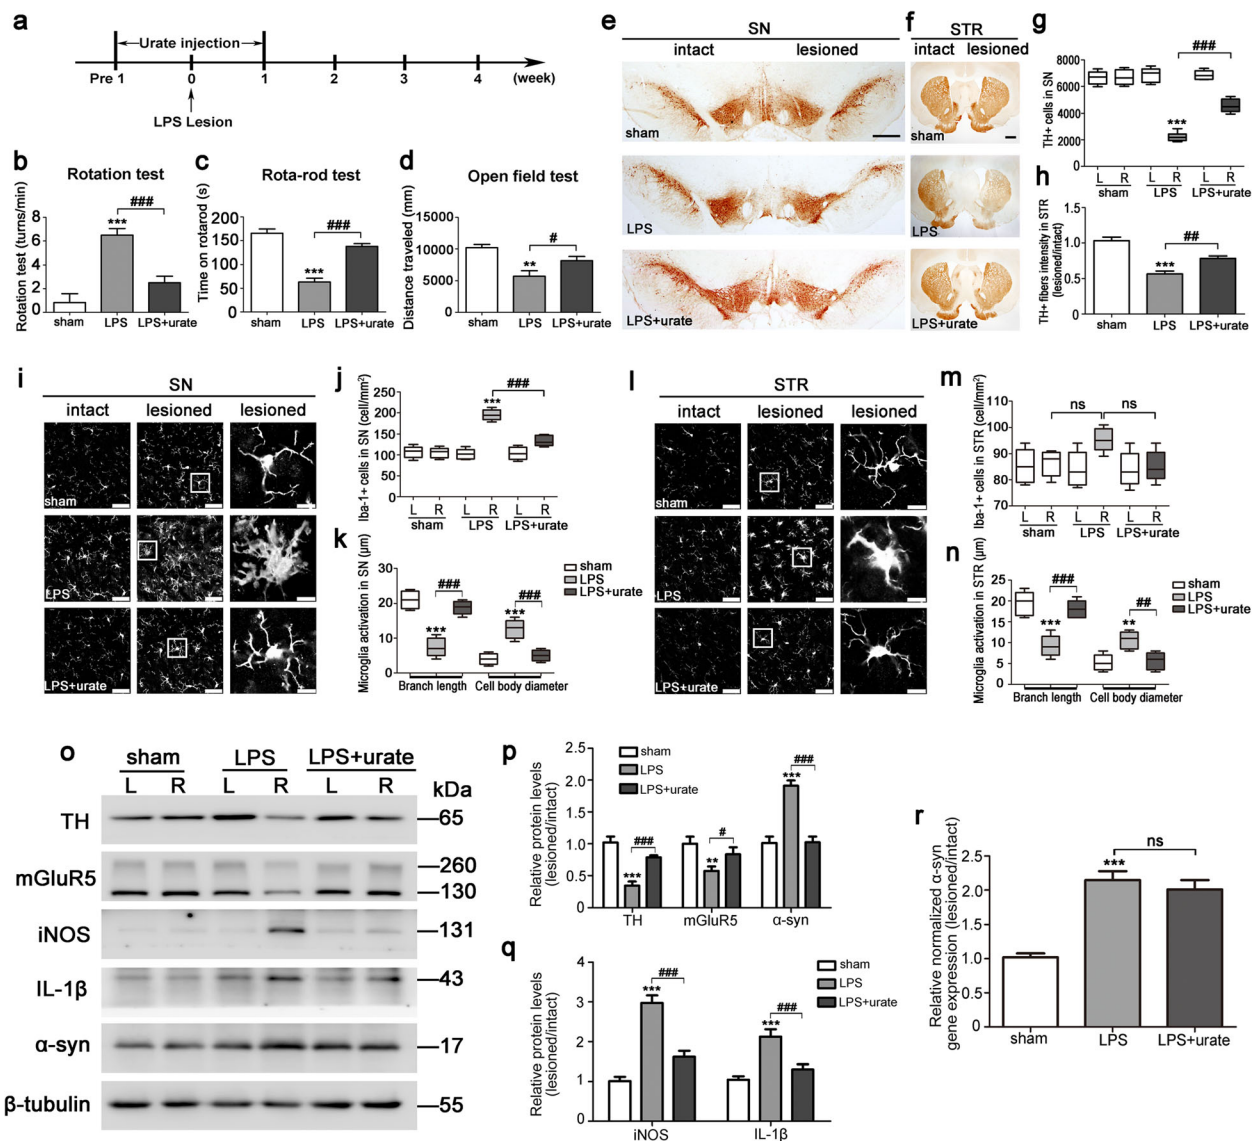 a
Urate injection
Pre 1 0 1 2 3 4 (week)
LPS Lesion
b
Rotation test
Rotation test (turns/min)
8
6
4
2
0
***
###
sham LPS LPS+urate
c
Rota-rod test
Time on rotarod (s)
200
150
100
50
0
***
###
sham LPS LPS+urate
d
Open field test
Distance traveled (mm)
15000
10000
5000
0
**
#
sham LPS LPS+urate
e
SN
intact lesioned
sham
LPS
LPS+urate
f
STR
intact lesioned
sham
LPS
LPS+urate
g
TH+ cells in SN
8000
6000
4000
2000
0
***
###
L R L R L R
sham LPS LPS+urate
h
TH+ fibers intensity in STR
(lesioned/intact)
1.5
1.0
0.5
0.0
***
##
sham LPS LPS+urate
i
SN
intact lesioned lesioned
sham
LPS
LPS+urate
j
Iba-1+ cells in SN (cell/mm²)
250
200
150
100
50
0
***
###
L R L R L R
sham LPS LPS+urate
k
Microglia activation in SN (μm)
30
20
10
0
***
###
***
###
sham
LPS
LPS+urate
Branch length Cell body diameter
l
STR
intact lesioned lesioned
sham
LPS
LPS+urate
m
Iba-1+ cells in STR (cell/mm²)
110
100
90
80
70
ns ns
L R L R L R
sham LPS LPS+urate
n
Microglia activation in STR (μm)
25
20
15
10
5
0
***
###
**
##
sham
LPS
LPS+urate
Branch length Cell body diameter
o
sham LPS LPS+urate
L R L R L R kDa
TH 65
mGluR5 260
130
iNOS 131
IL-1β 43
α-syn 17
β-tubulin 55
p
Relative protein levels
(lesioned/intact)
2.5
2.0
1.5
1.0
0.5
0.0
sham
LPS
LPS+urate
***
###
**
#
***
###
TH mGluR5 α-syn
q
Relative protein levels
(lesioned/intact)
4
3
2
1
0
***
###
***
###
sham
LPS
LPS+urate
iNOS IL-1β
r
Relative normalized α-syn
gene expression (lesioned/intact)
2.5
2.0
1.5
1.0
0.5
0.0
***
ns
sham LPS LPS+urate